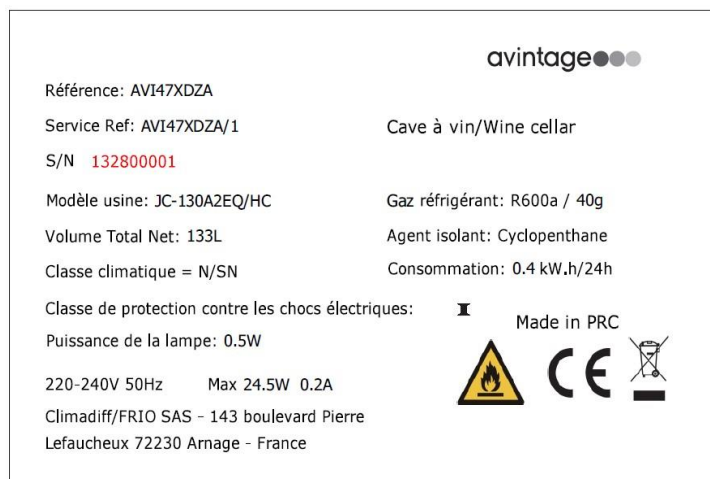 avintage
Référence: AVI47XDZA
Service Ref: AVI47XDZA/1
Cave à vin/Wine cellar
S/N 132800001
Modèle usine: JC-130A2EQ/HC
Gaz réfrigérant: R600a / 40g
Volume Total Net: 133L
Agent isolant: Cyclopenthane
Classe climatique = N/SN
Consommation: 0.4 kW.h/24h
Classe de protection contre les chocs électriques: I
Made in PRC
Puissance de la lampe: 0.5W
CE
220-240V 50Hz Max 24.5W 0.2A
Climadiff/FRIO SAS - 143 boulevard Pierre
Lefaucheux 72230 Arnage - France